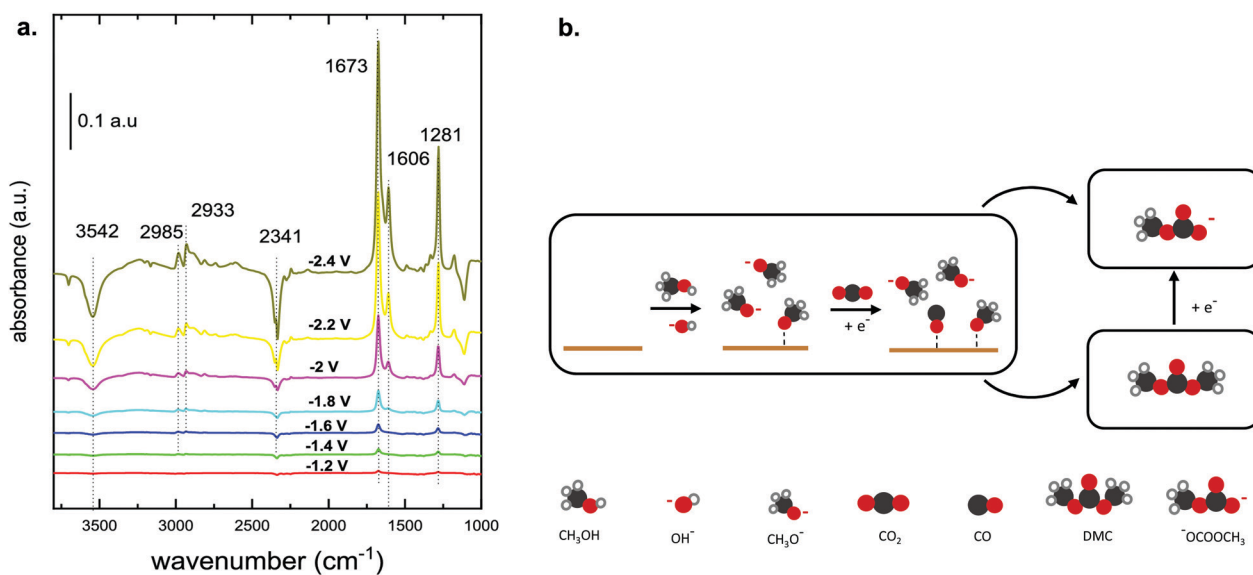 a.
b.
1673
0.1 a.u
1281
1606
2933
3542
2985
2341
-2.4 V
-2.2 V
-2 V
-1.8 V
-1.6 V
-1.4 V
-1.2 V
absorbance (a.u.)
3500
3000
2500
2000
1500
1000
wavenumber (cm⁻¹)
+ e⁻
-
+ e⁻
CH₃OH
OH⁻
CH₃O⁻
CO₂
CO
DMC
⁻OCOOCH₃